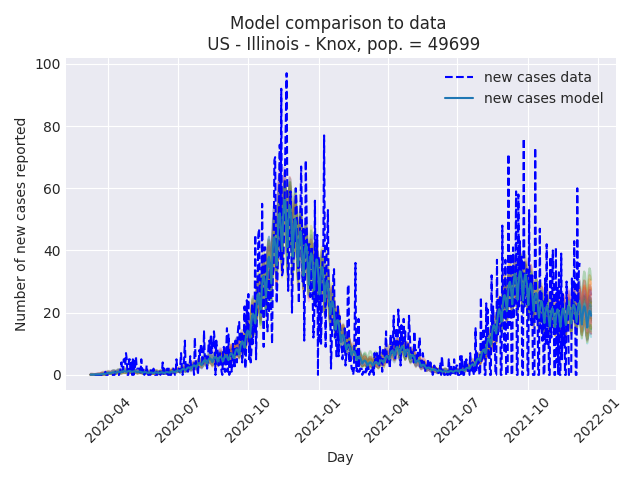 Model comparison to data
US - Illinois - Knox, pop. = 49699
100
80
60
40
20
0
Number of new cases reported
new cases data
new cases model
2020-04
2020-07
2020-10
2021-01
2021-04
2021-07
2021-10
2022-01
Day